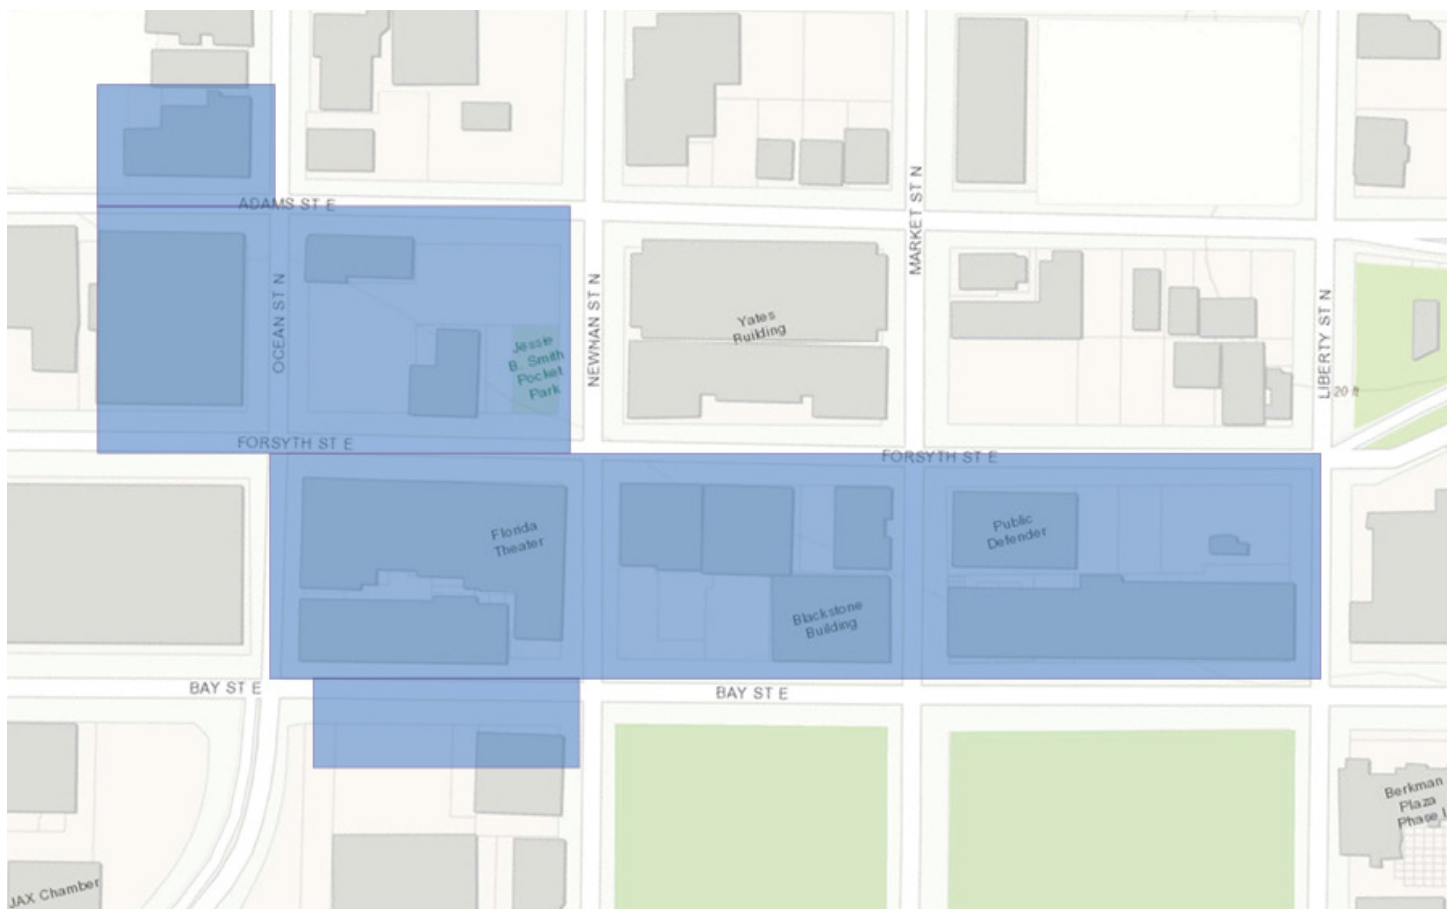 ADAMS ST E
MARKET ST N
OCEAN ST N
NEWMAN ST N
LIBERTY ST N
Yates
Building
Jessie
B. Smith
Pocket
Park
20 ft
FORSYTH ST E
FORSYTH ST E
Florida
Theater
Public
Defender
Blackstone
Building
BAY ST E
BAY ST E
Berkman
Plaza
Phase I
JAX Chamber